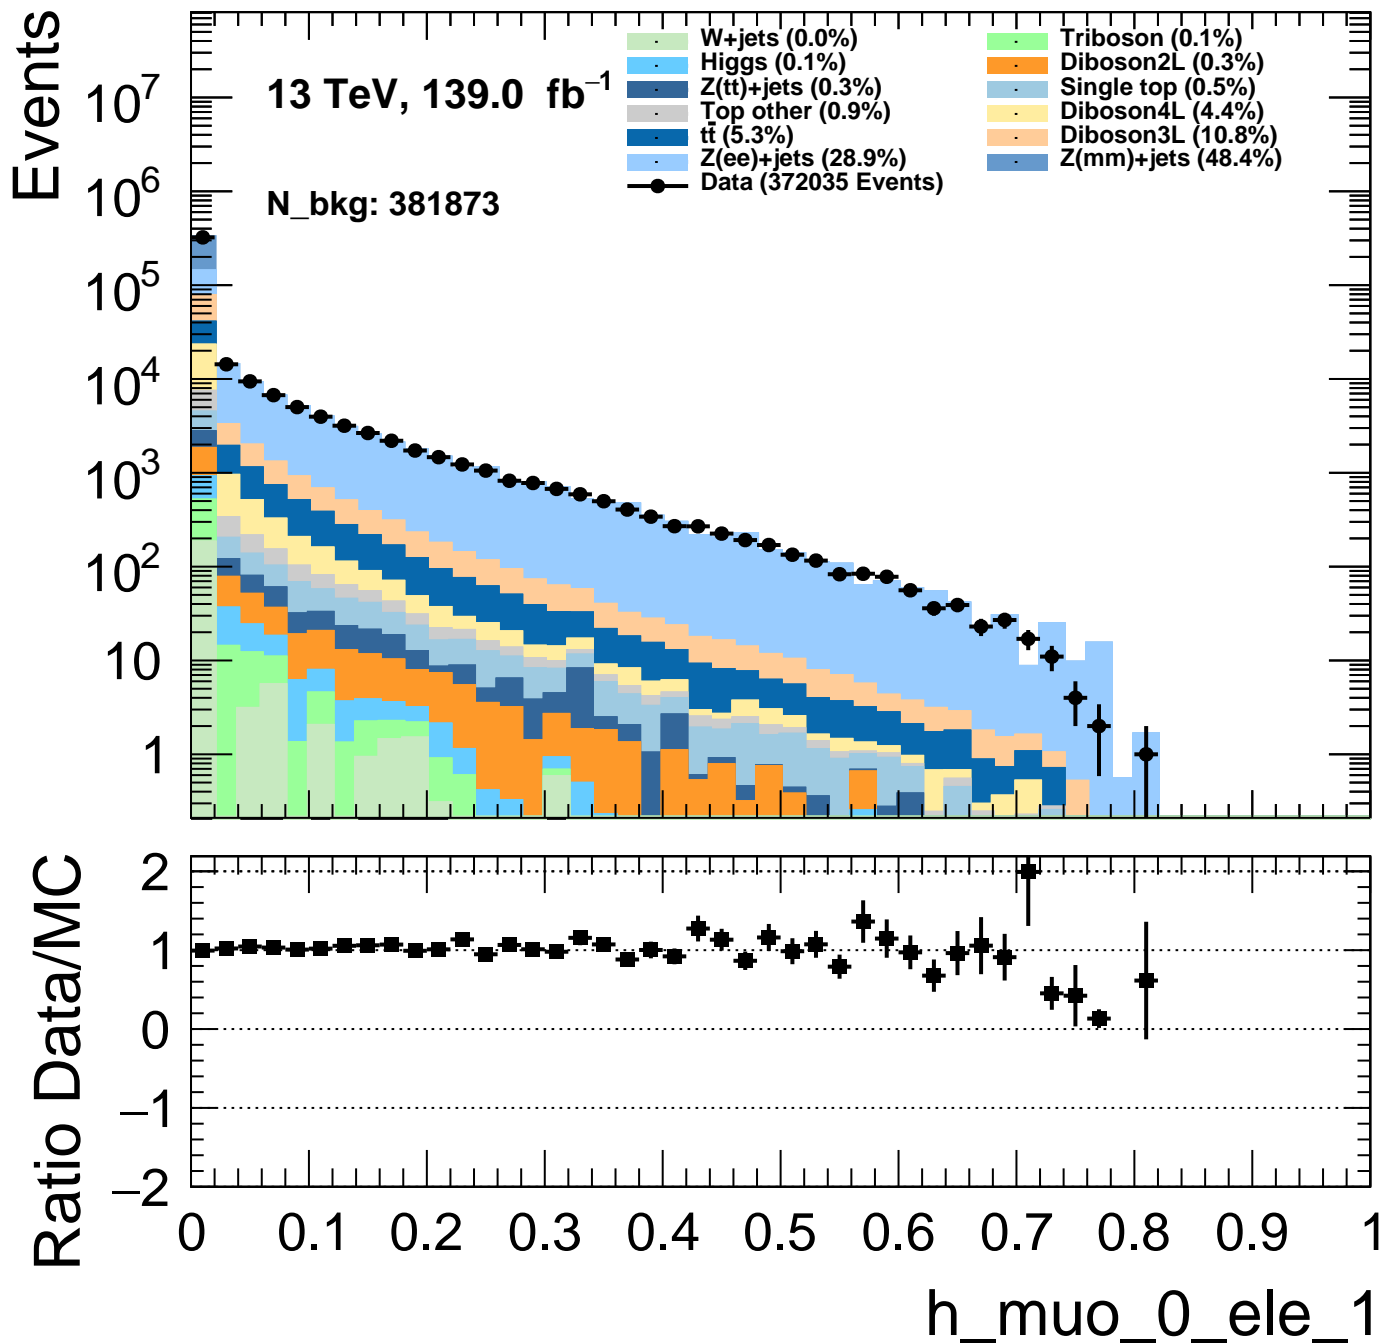 Events
10^7
10^6
10^5
10^4
10^3
10^2
10
1
13 TeV, 139.0 fb^−1
N_bkg: 381873
W+jets (0.0%)
Higgs (0.1%)
Z(tt)+jets (0.3%)
Top other (0.9%)
tt̄ (5.3%)
Z(ee)+jets (28.9%)
Data (372035 Events)
Triboson (0.1%)
Diboson2L (0.3%)
Single top (0.5%)
Diboson4L (4.4%)
Diboson3L (10.8%)
Z(mm)+jets (48.4%)
Ratio Data/MC
2
1
0
−1
−2
0 0.1 0.2 0.3 0.4 0.5 0.6 0.7 0.8 0.9 1
h_muo_0_ele_1